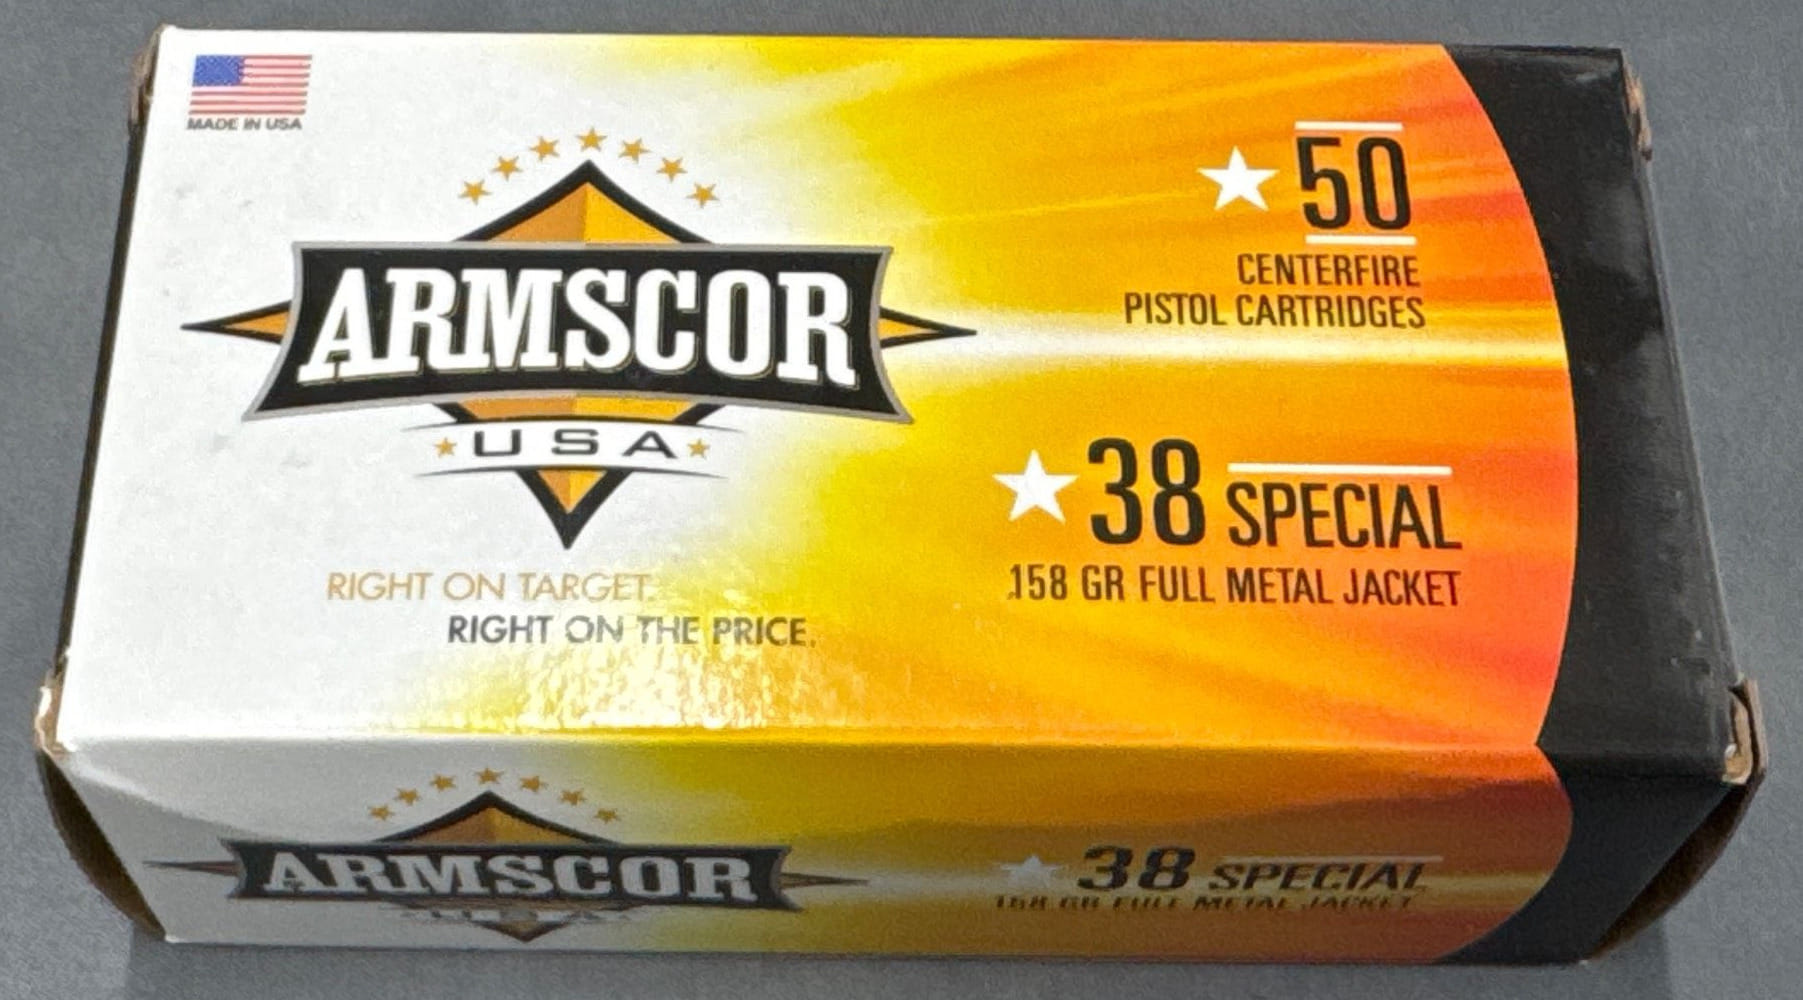 MADE IN USA
ARMSCOR
USA
RIGHT ON TARGET.
RIGHT ON THE PRICE.
50
CENTERFIRE
PISTOL CARTRIDGES
38 SPECIAL
158 GR FULL METAL JACKET
ARMSCOR
USA
38 SPECIAL
158 GR FULL METAL JACKET